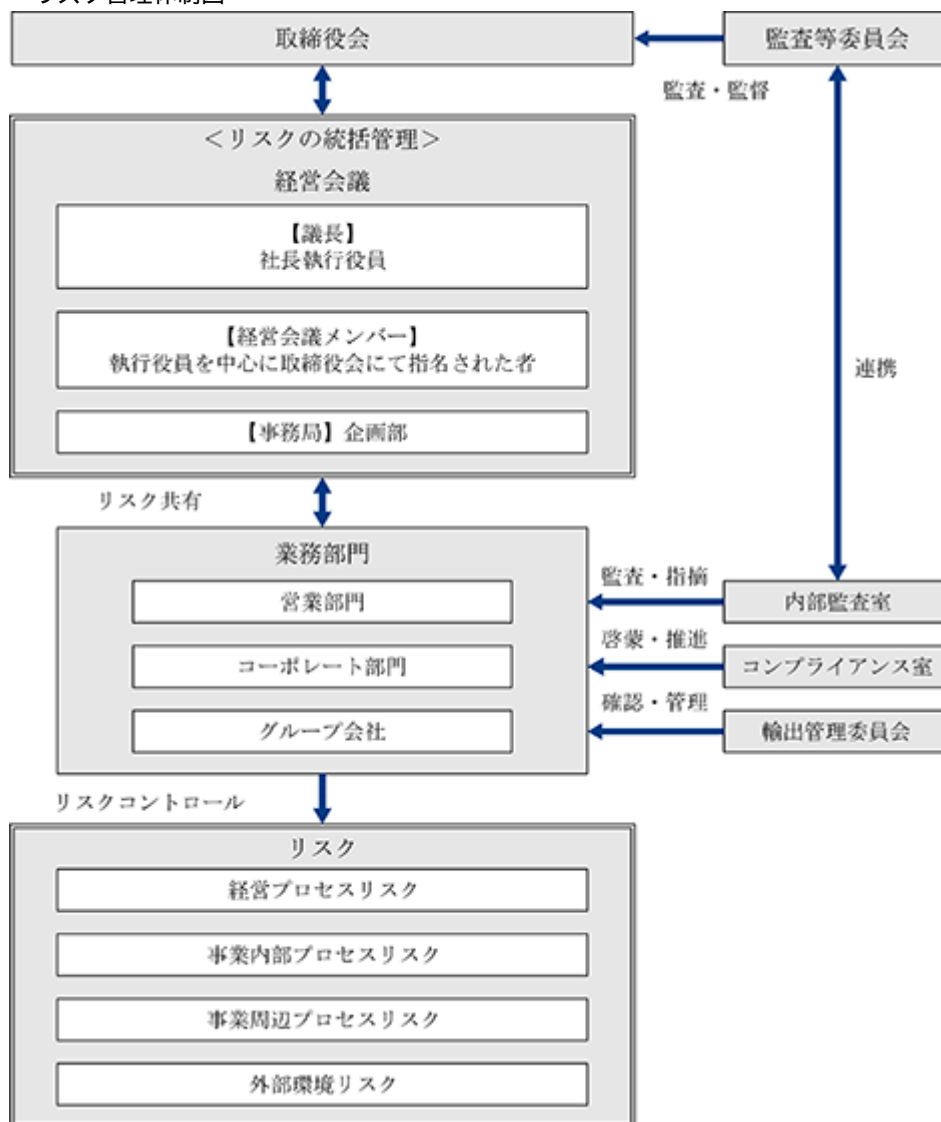 リスク管理体制図
取締役会
監査等委員会
監査・監督
＜リスクの統括管理＞
経営会議
【議長】
社長執行役員
【経営会議メンバー】
執行役員を中心に取締役会にて指名された者
連携
【事務局】企画部
リスク共有
業務部門
監査・指摘
営業部門
内部監査室
啓蒙・推進
コーポレート部門
コンプライアンス室
確認・管理
グループ会社
輸出管理委員会
リスクコントロール
リスク
経営プロセスリスク
事業内部プロセスリスク
事業周辺プロセスリスク
外部環境リスク